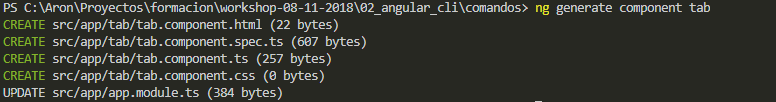 PS C:\Aron\Proyectos\formacion\workshop-08-11-2018\02_angular_cli\comandos> ng generate component tab
CREATE src/app/tab/tab.component.html (22 bytes)
CREATE src/app/tab/tab.component.spec.ts (607 bytes)
CREATE src/app/tab/tab.component.ts (257 bytes)
CREATE src/app/tab/tab.component.css (0 bytes)
UPDATE src/app/app.module.ts (384 bytes)